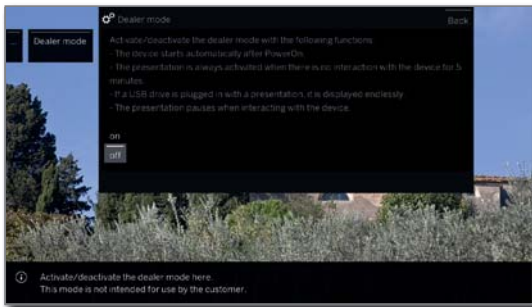 Dealer mode
Back
Dealer mode
Activate/deactivate the dealer mode with the following functions
- The device starts automatically after PowerOn.
- The presentation is always activated when there is no interaction with the device for 5
minutes.
- If a USB drive is plugged in with a presentation, it is displayed endlessly
- The presentation pauses when interacting with the device.
on
off
Activate/deactivate the dealer mode here.
This mode is not intended for use by the customer.